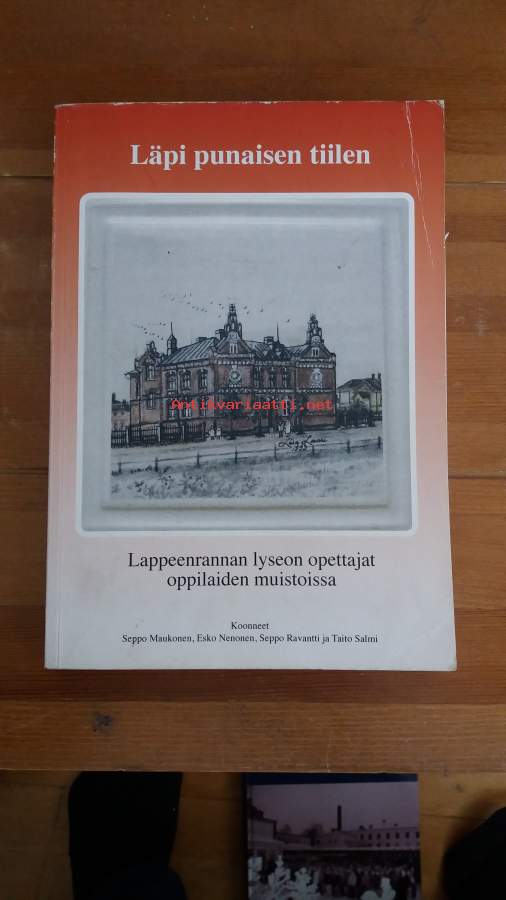 Läpi punaisen tiilen
Antikvariaatti.net
Lappeenrannan lyseon opettajat
oppilaiden muistoissa
Koonneet
Seppo Maukonen, Esko Nenonen, Seppo Ravantti ja Taito Salmi